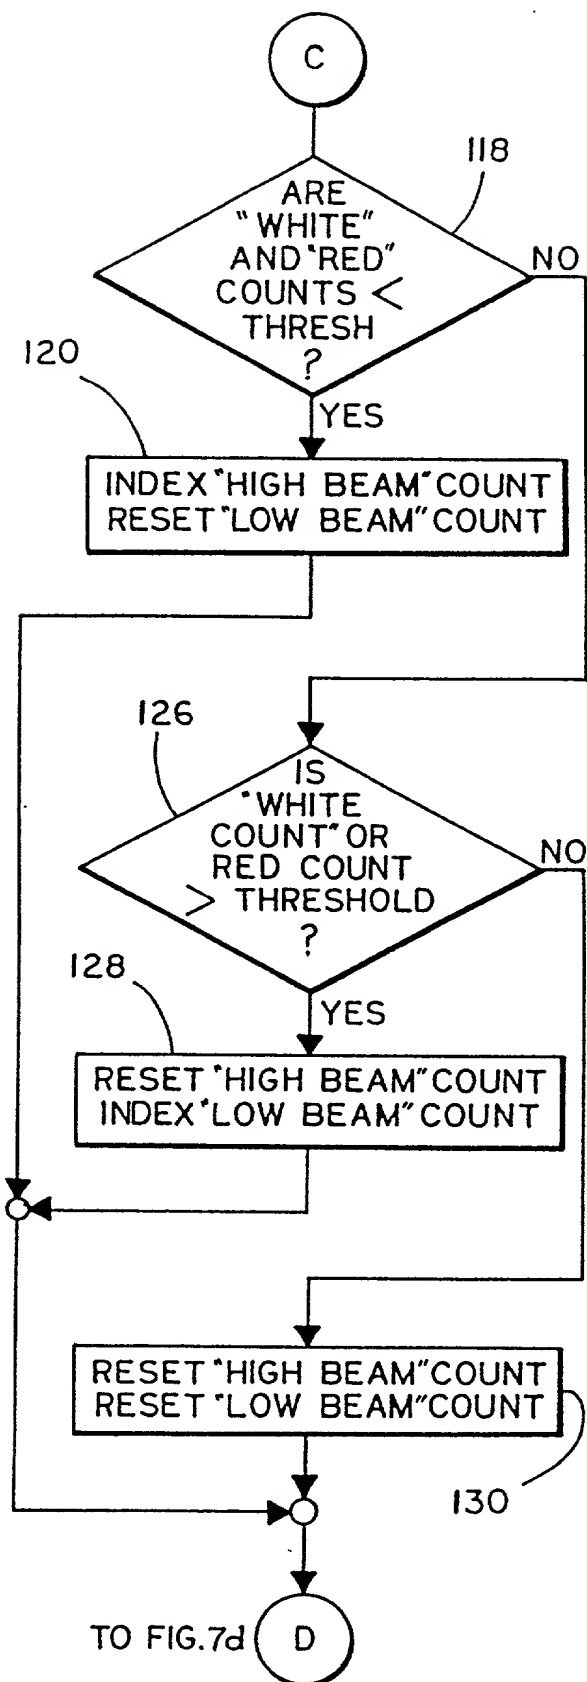 C
118
ARE
"WHITE"
AND "RED"
COUNTS <
THRESH
?
NO
120
YES
INDEX "HIGH BEAM" COUNT
RESET "LOW BEAM" COUNT
126
IS
"WHITE
COUNT" OR
RED COUNT
> THRESHOLD
?
NO
128
YES
RESET "HIGH BEAM" COUNT
INDEX "LOW BEAM" COUNT
RESET "HIGH BEAM" COUNT
RESET "LOW BEAM" COUNT
130
TO FIG.7d D